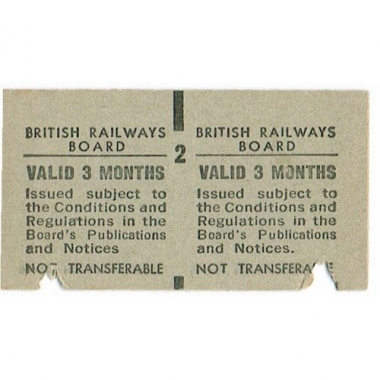 BRITISH RAILWAYS
BOARD
VALID 3 MONTHS
Issued subject to
the Conditions and
Regulations in the
Board's Publications
and Notices
NOT TRANSFERABLE
2
BRITISH RAILWAYS
BOARD
VALID 3 MONTHS
Issued subject to
the Conditions and
Regulations in the
Board's Publications
and Notices.
NOT TRANSFERABLE